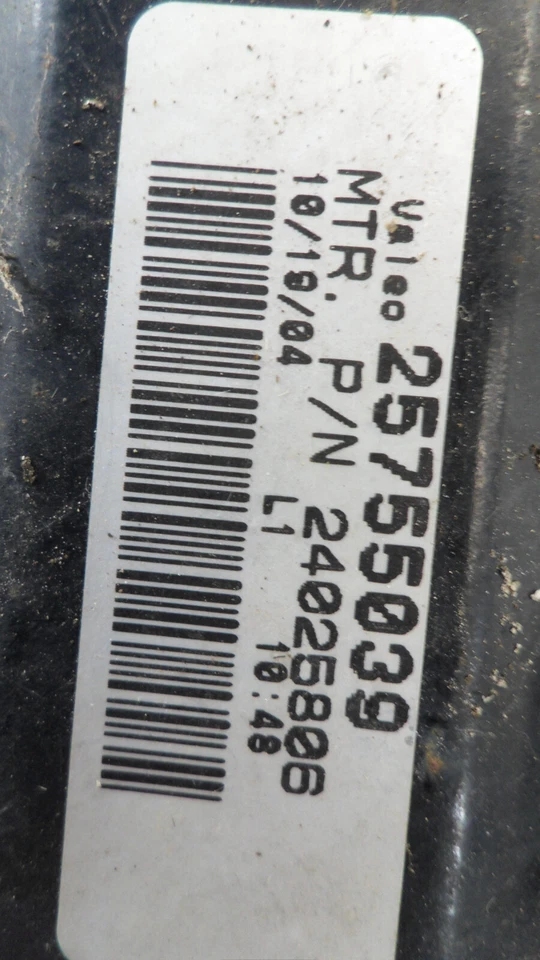 Valeo 25755039
MTR. P/N 24025806
10/19/04 L1 10:48